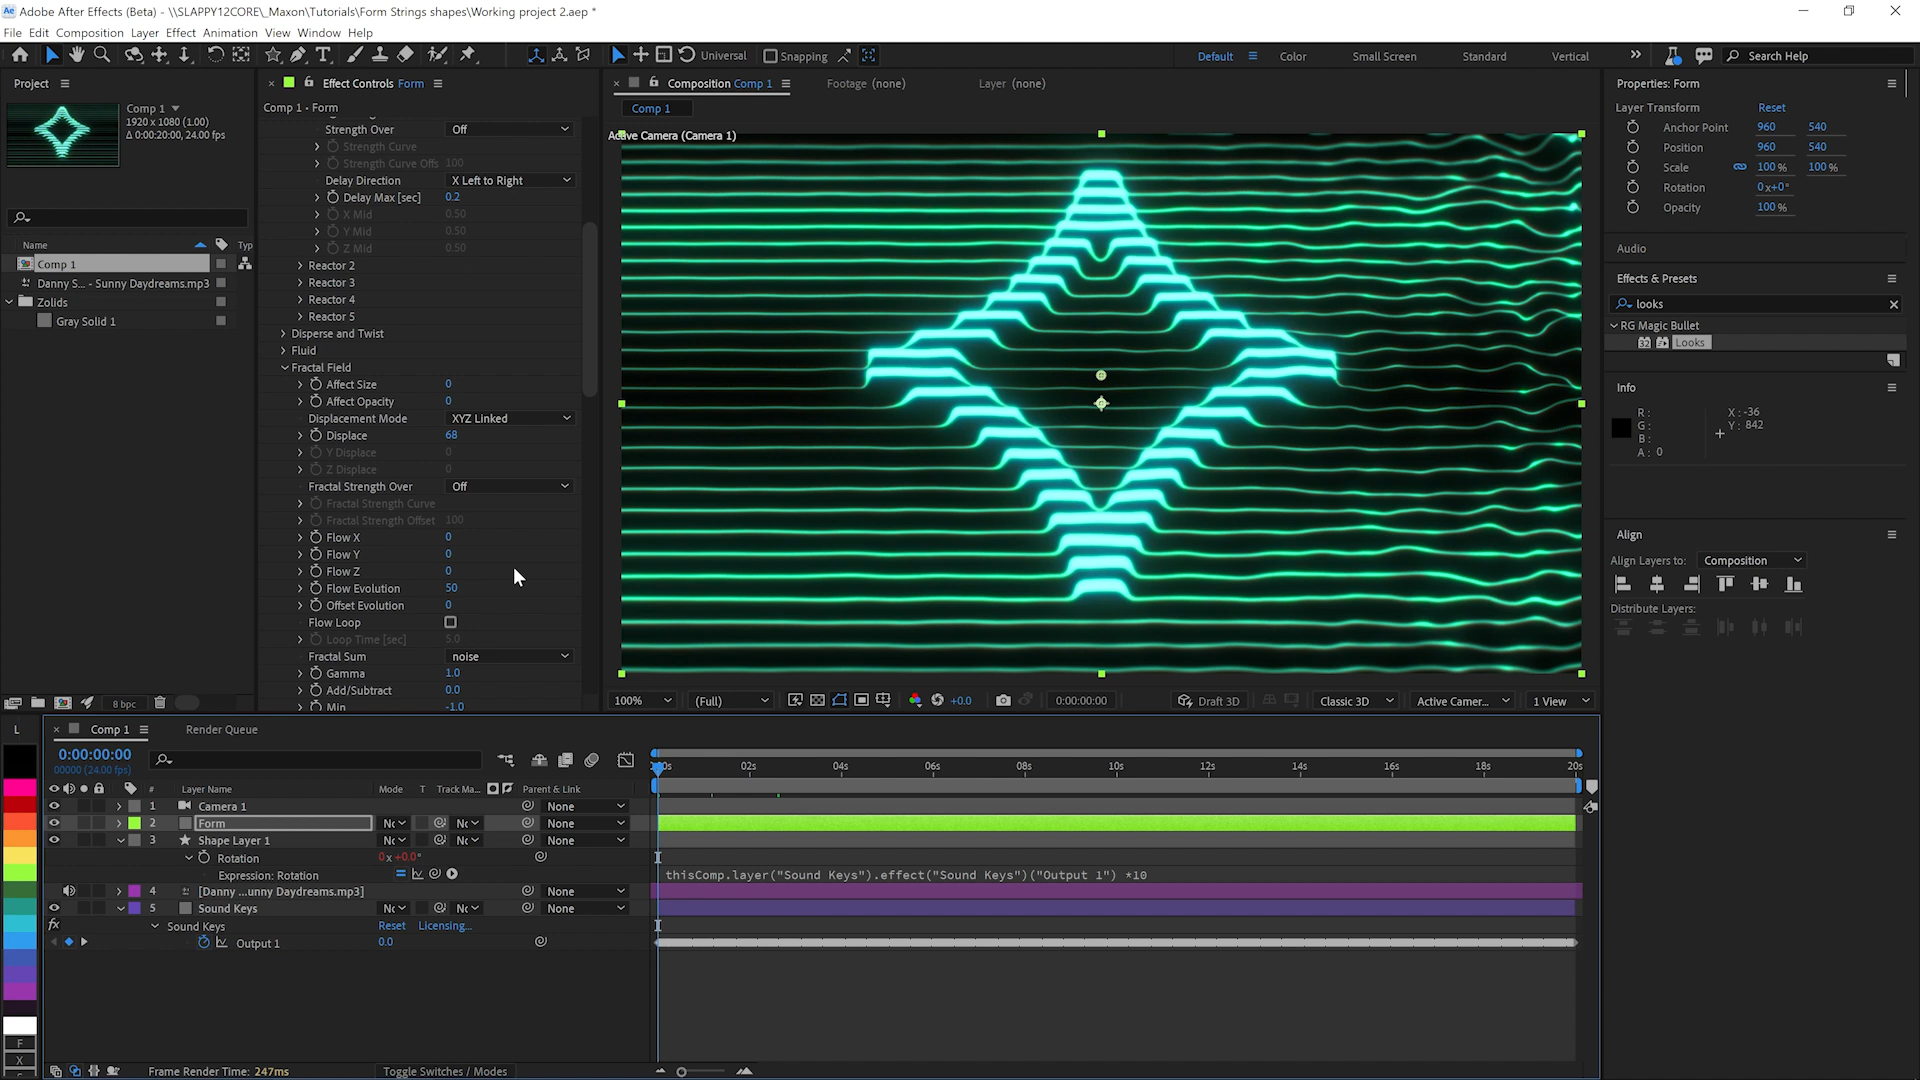 Adobe After Effects (Beta) - \\SLAPPY12CORE\_Maxon\Tutorials\Form Strings shapes\Working project 2.aep *
File Edit Composition Layer Effect Animation View Window Help
Universal
Snapping
Default
Color
Small Screen
Standard
Vertical
Search Help
Project
Comp 1
1920 x 1080 (1.00)
Δ 0:00:20:00, 24.00 fps
Name
Typ
Comp 1
Danny S... - Sunny Daydreams.mp3
Zolids
Gray Solid 1
8 bpc
Effect Controls Form
Comp 1 • Form
Strength Over Off
Strength Curve
Strength Curve Offs 100
Delay Direction X Left to Right
Delay Max [sec] 0.2
X Mid 0.50
Y Mid 0.50
Z Mid 0.50
Reactor 2
Reactor 3
Reactor 4
Reactor 5
Disperse and Twist
Fluid
Fractal Field
Affect Size 0
Affect Opacity 0
Displacement Mode XYZ Linked
Displace 68
Y Displace 0
Z Displace 0
Fractal Strength Over Off
Fractal Strength Curve
Fractal Strength Offset 100
Flow X 0
Flow Y 0
Flow Z 0
Flow Evolution 50
Offset Evolution 0
Flow Loop
Loop Time [sec] 5.0
Fractal Sum noise
Gamma 1.0
Add/Subtract 0.0
Min -1.0
Composition Comp 1
Footage (none)
Layer (none)
Comp 1
Active Camera (Camera 1)
100%
(Full)
+0.0
0:00:00:00
Draft 3D
Classic 3D
Active Camer...
1 View
Properties: Form
Layer Transform Reset
Anchor Point 960 540
Position 960 540
Scale 100 % 100 %
Rotation 0x+0°
Opacity 100 %
Audio
Effects & Presets
looks
RG Magic Bullet
32 Looks
Info
R:
G:
B:
A: 0
X: -36
Y: 842
Align
Align Layers to: Composition
Distribute Layers:
L
F
X
Comp 1
Render Queue
0:00:00:00
00000 (24.00 fps)
# Layer Name Mode T Track Ma... Parent & Link
02s 04s 06s 08s 10s 12s 14s 16s 18s 20s
1 Camera 1 None
2 Form None
3 Shape Layer 1 None
Rotation 0x+0.0°
Expression: Rotation
thisComp.layer("Sound Keys").effect("Sound Keys")("Output 1") *10
4 [Danny ...unny Daydreams.mp3] None
5 Sound Keys None
fx Sound Keys Reset Licensing...
Output 1 0.0
Frame Render Time: 247ms
Toggle Switches / Modes